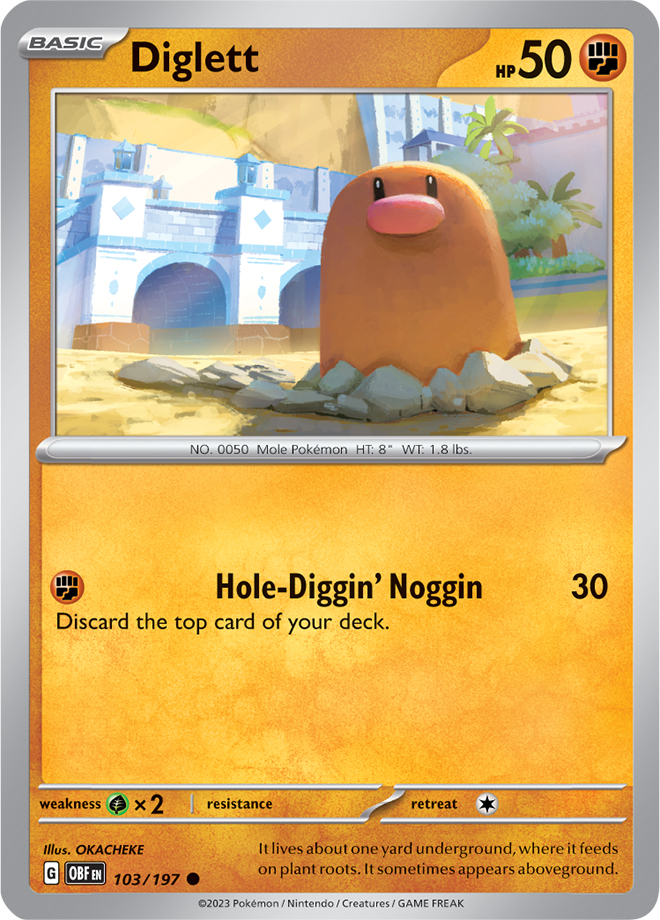 BASIC Diglett HP 50
NO. 0050 Mole Pokémon HT: 8" WT: 1.8 lbs.
Hole-Diggin' Noggin 30
Discard the top card of your deck.
weakness ×2 resistance retreat
Illus. OKACHEKE
It lives about one yard underground, where it feeds
on plant roots. It sometimes appears aboveground.
G OBF EN 103/197
©2023 Pokémon / Nintendo / Creatures / GAME FREAK